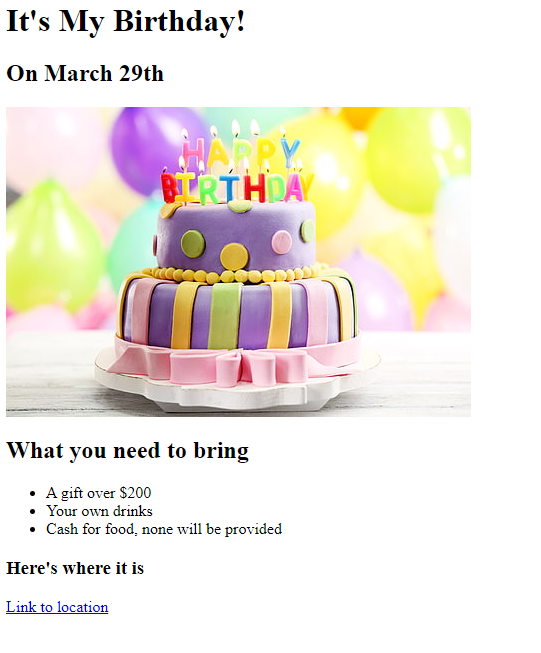 It's My Birthday!
On March 29th
HAPPY
BIRTHDAY
What you need to bring
A gift over $200
Your own drinks
Cash for food, none will be provided
Here's where it is
Link to location